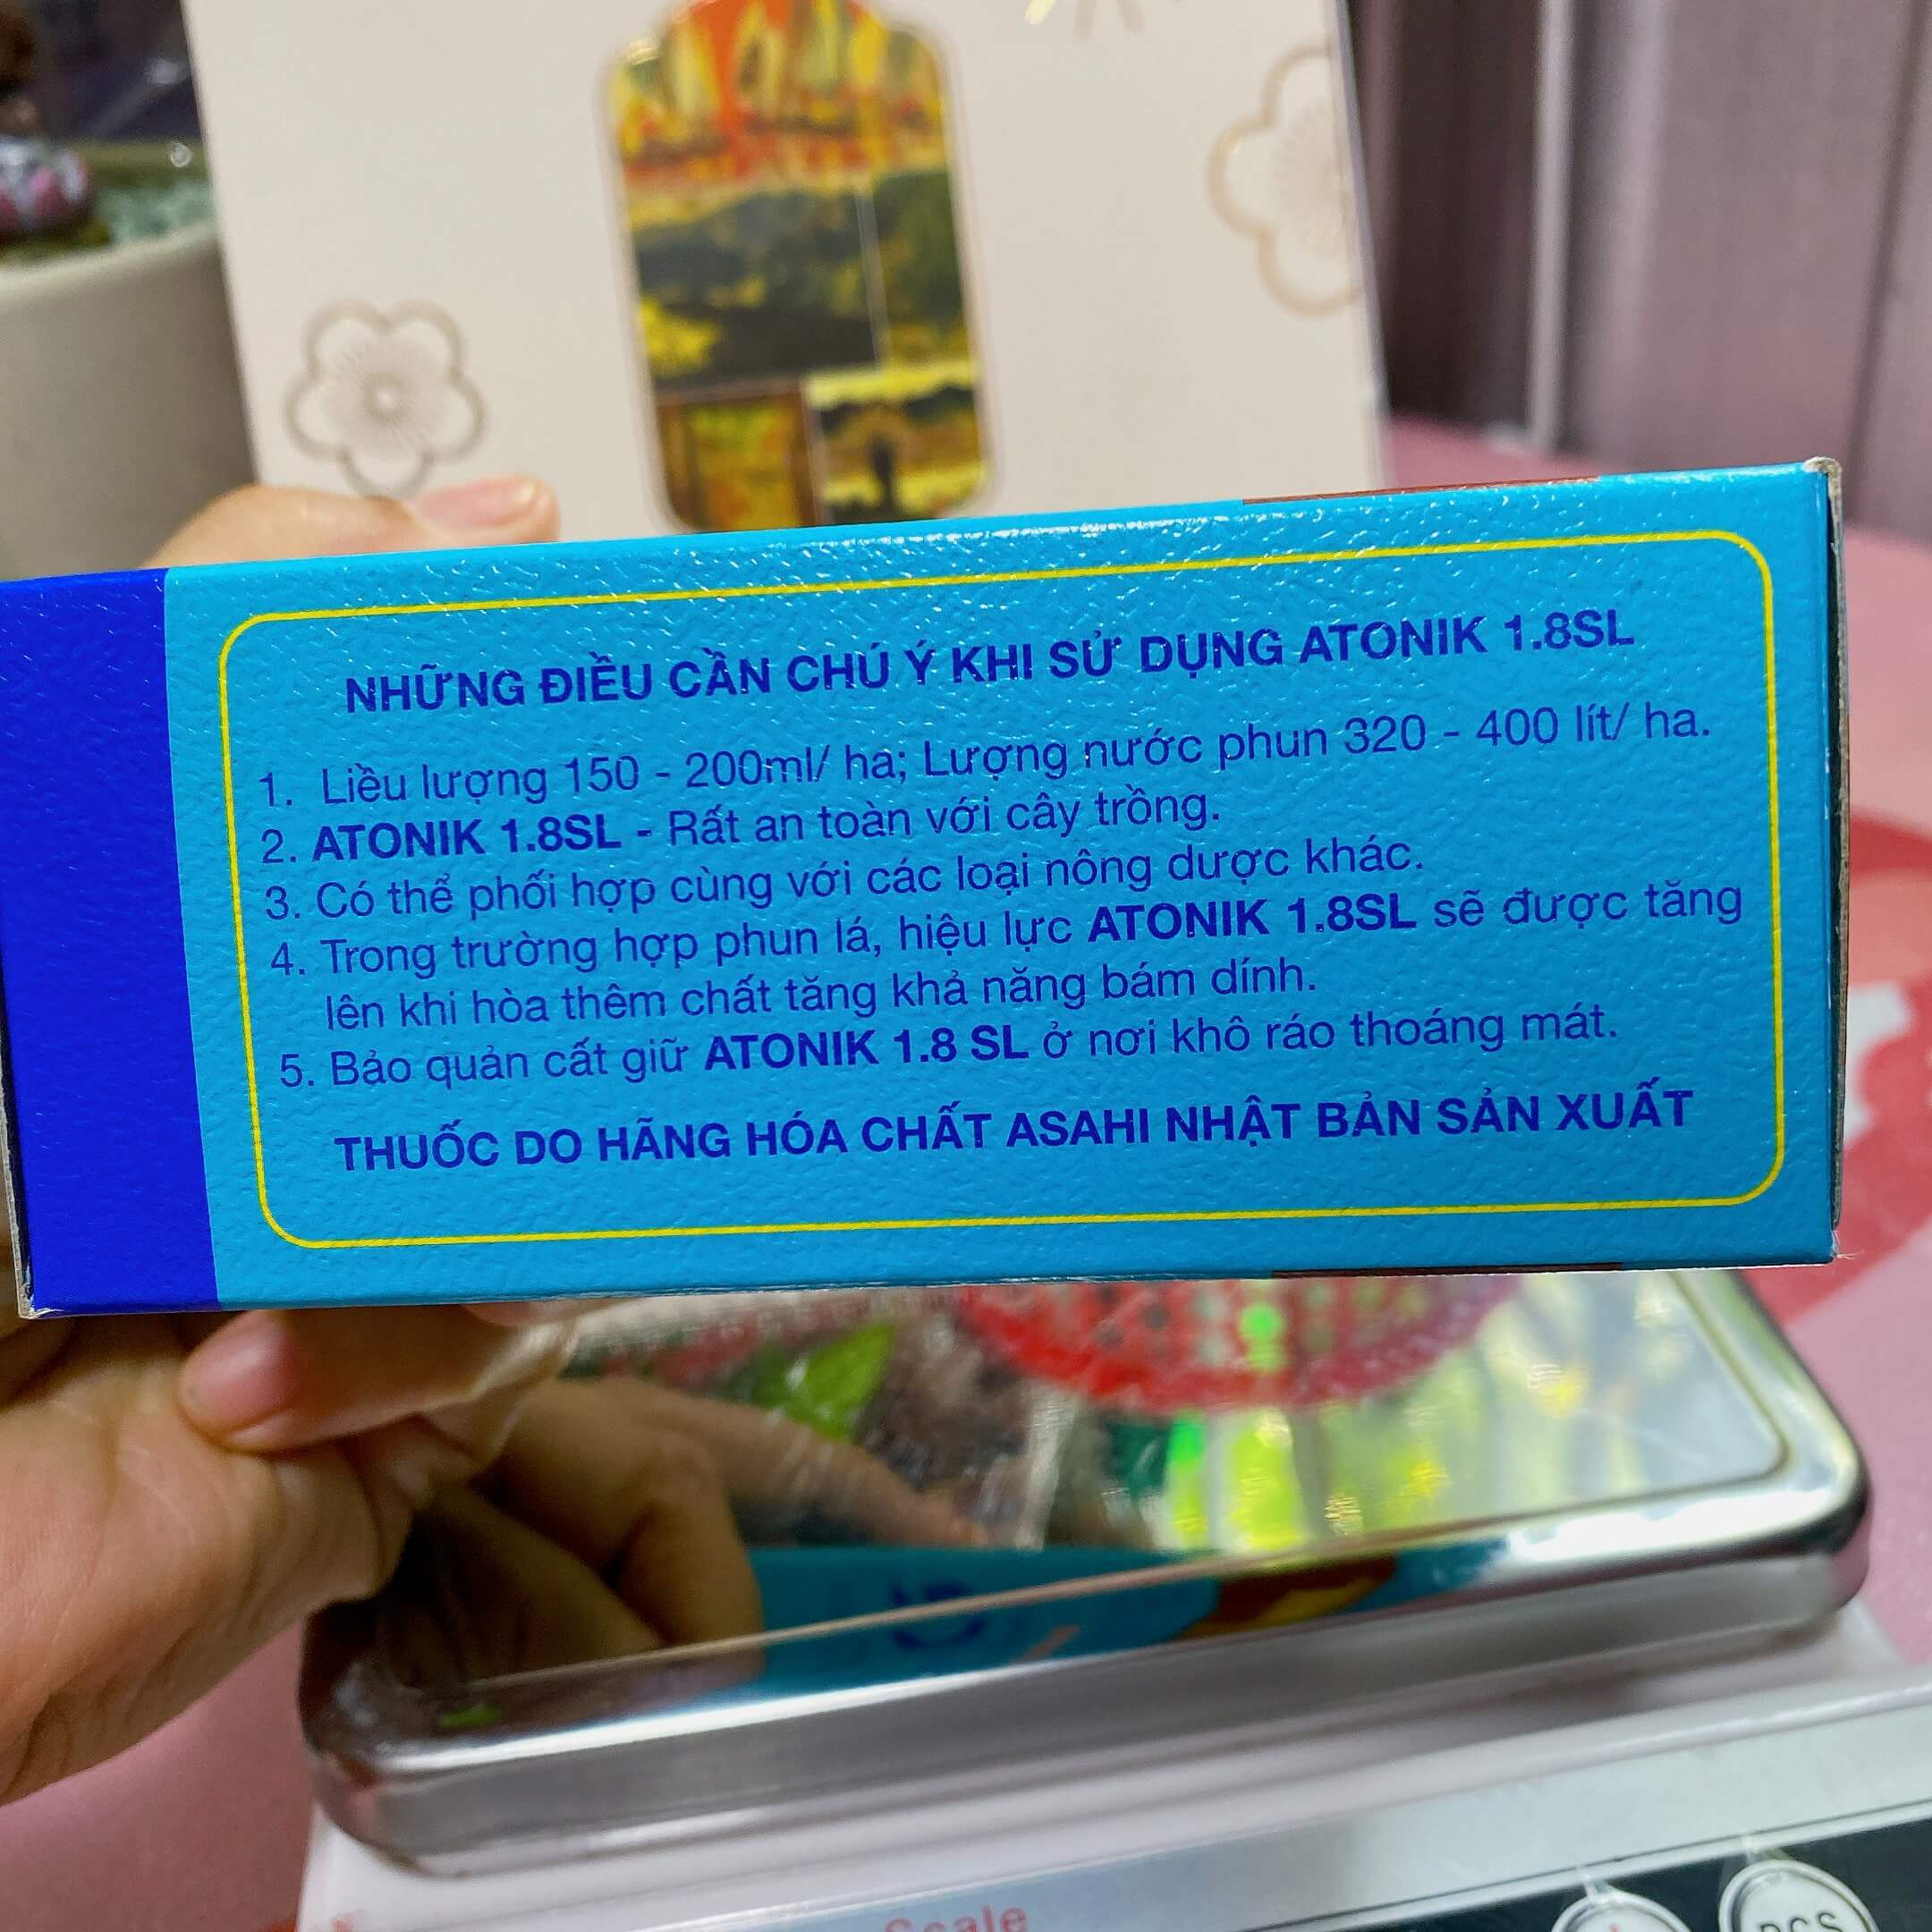 NHỮNG ĐIỀU CẦN CHÚ Ý KHI SỬ DỤNG ATONIK 1.8SL
1. Liều lượng 150 - 200ml/ ha; Lượng nước phun 320 - 400 lít/ ha.
2. ATONIK 1.8SL - Rất an toàn với cây trồng.
3. Có thể phối hợp cùng với các loại nông dược khác.
4. Trong trường hợp phun lá, hiệu lực ATONIK 1.8SL sẽ được tăng
lên khi hòa thêm chất tăng khả năng bám dính.
5. Bảo quản cất giữ ATONIK 1.8 SL ở nơi khô ráo thoáng mát.
THUỐC DO HÃNG HÓA CHẤT ASAHI NHẬT BẢN SẢN XUẤT
Scale
PCS